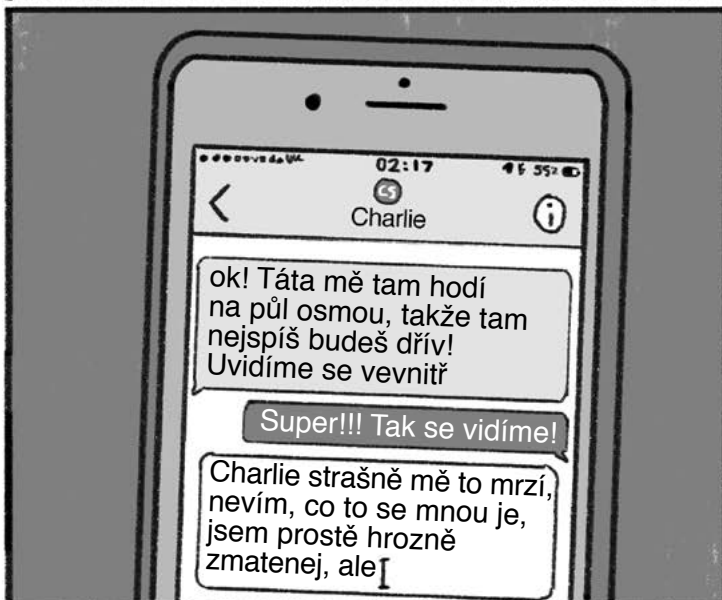 02:17
55%
CS
Charlie
ok! Táta mě tam hodí
na půl osmou, takže tam
nejspíš budeš dřív!
Uvidíme se vevnitř
Super!!! Tak se vidíme!
Charlie strašně mě to mrzí,
nevím, co to se mnou je,
jsem prostě hrozně
zmatenej, ale